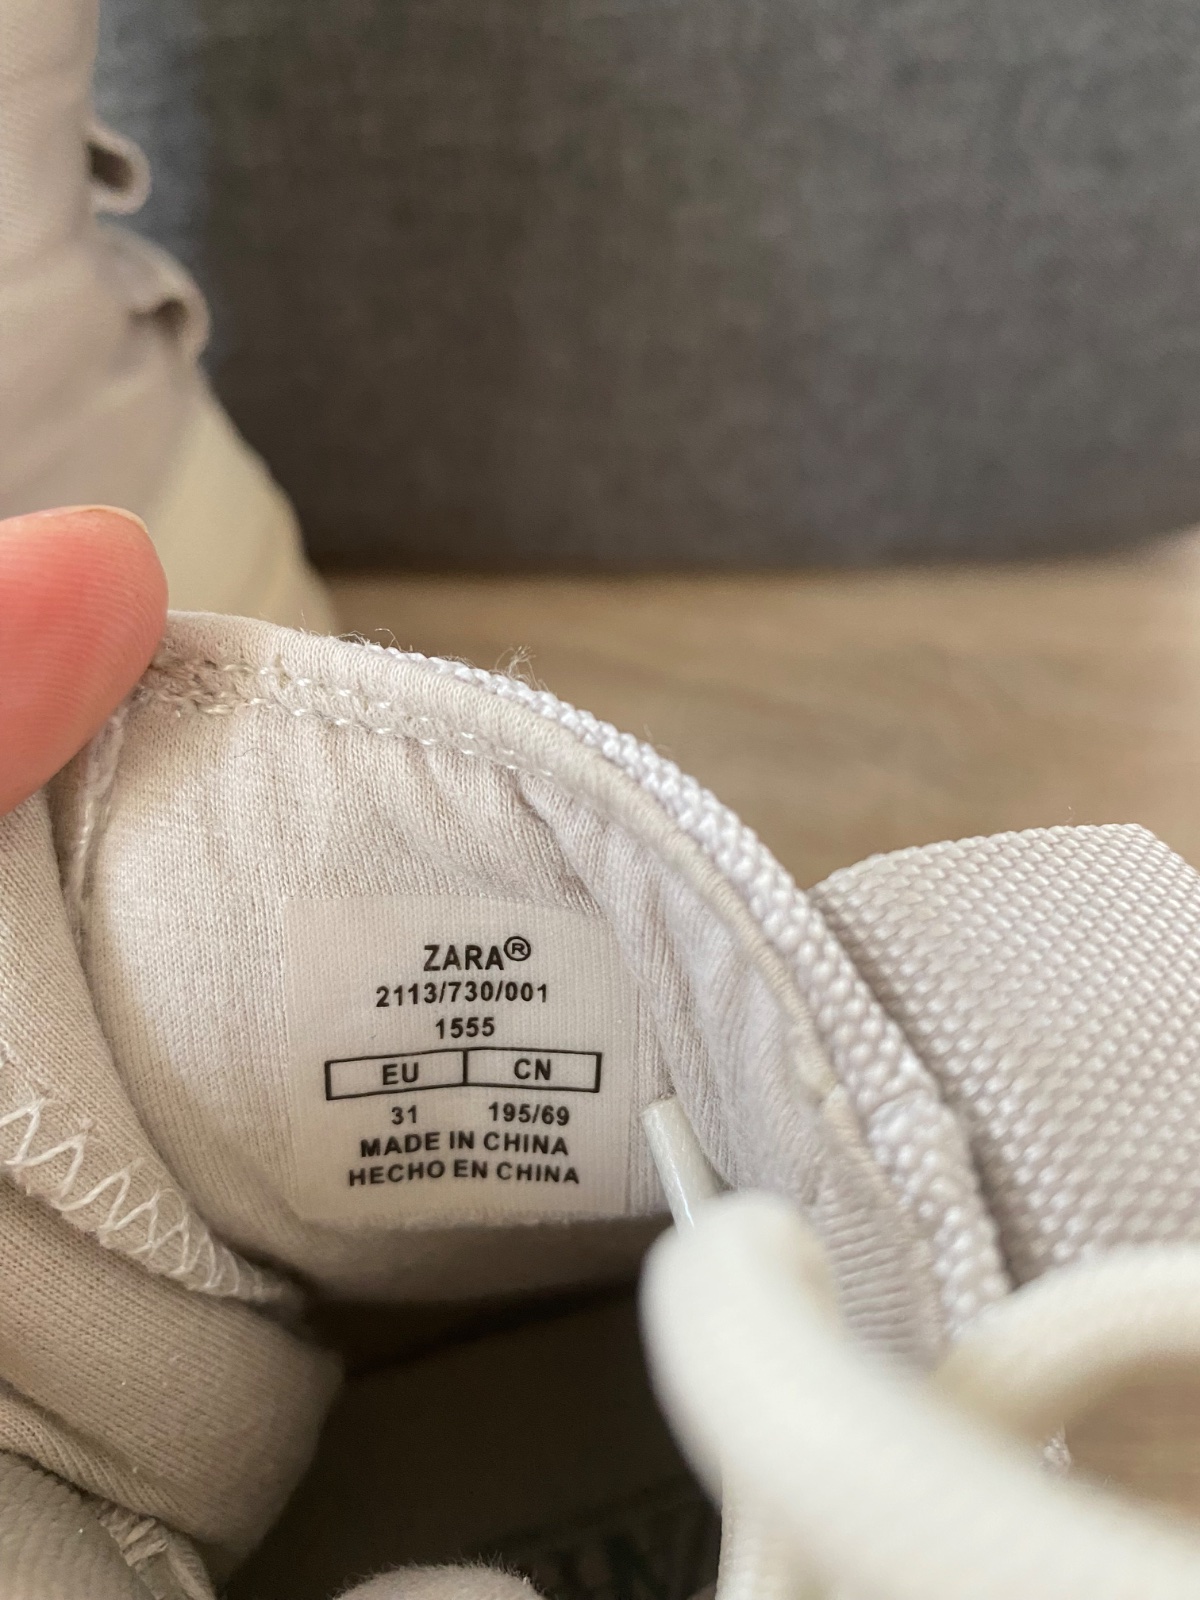 ZARA®
2113/730/001
1555
EU CN
31 195/69
MADE IN CHINA
HECHO EN CHINA